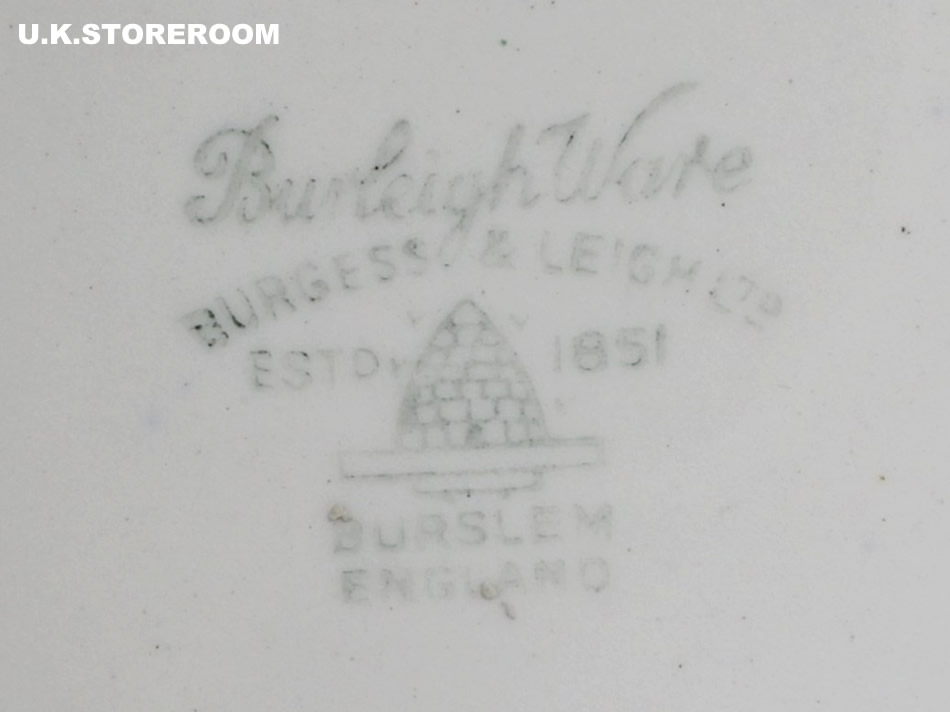 U.K.STOREROOM
Burleigh Ware
BURGESS & LEIGH LTD
ESTD 1851
BURSLEM
ENGLAND